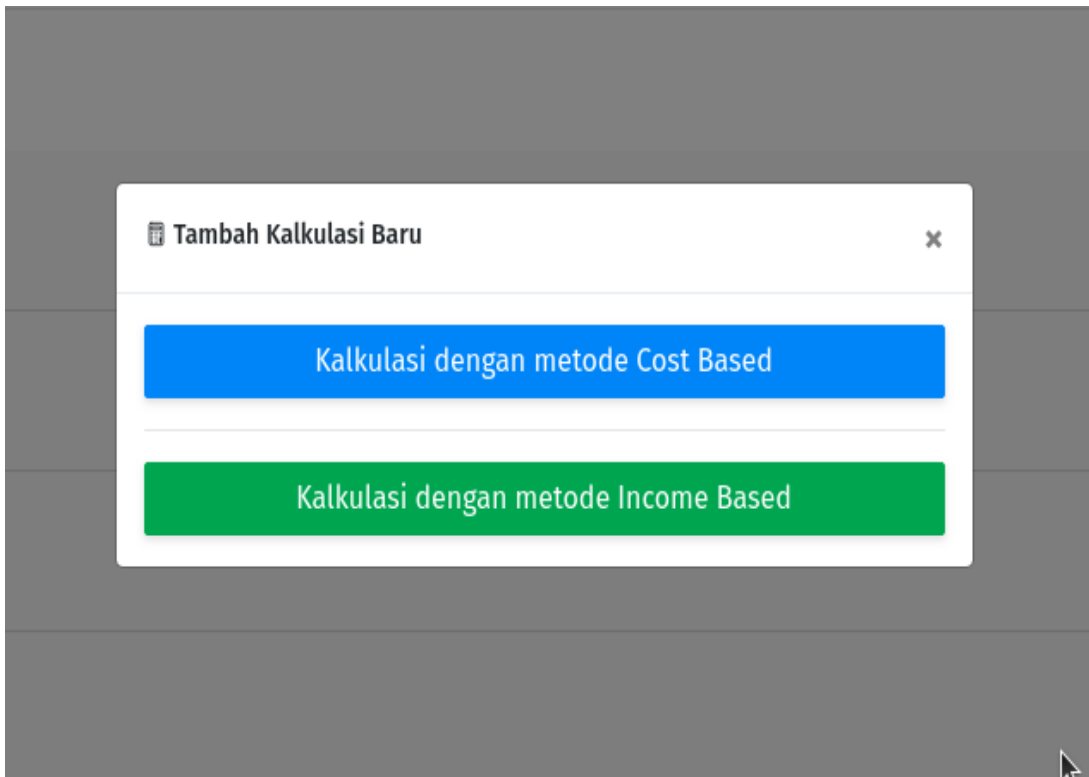 Tambah Kalkulasi Baru
Kalkulasi dengan metode Cost Based
Kalkulasi dengan metode Income Based